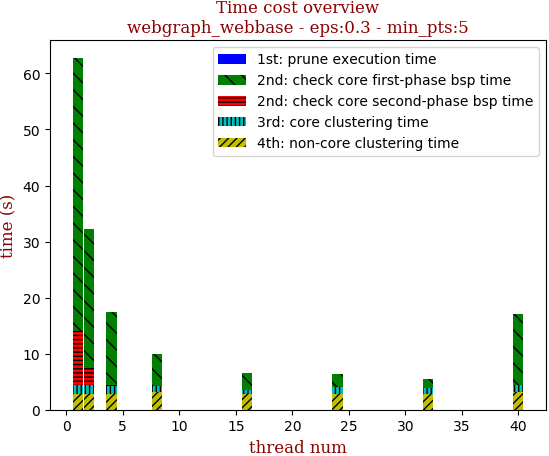 Time cost overview
webgraph_webbase - eps:0.3 - min_pts:5
1st: prune execution time
2nd: check core first-phase bsp time
2nd: check core second-phase bsp time
3rd: core clustering time
4th: non-core clustering time
time (s)
60
50
40
30
20
10
0
0 5 10 15 20 25 30 35 40
thread num